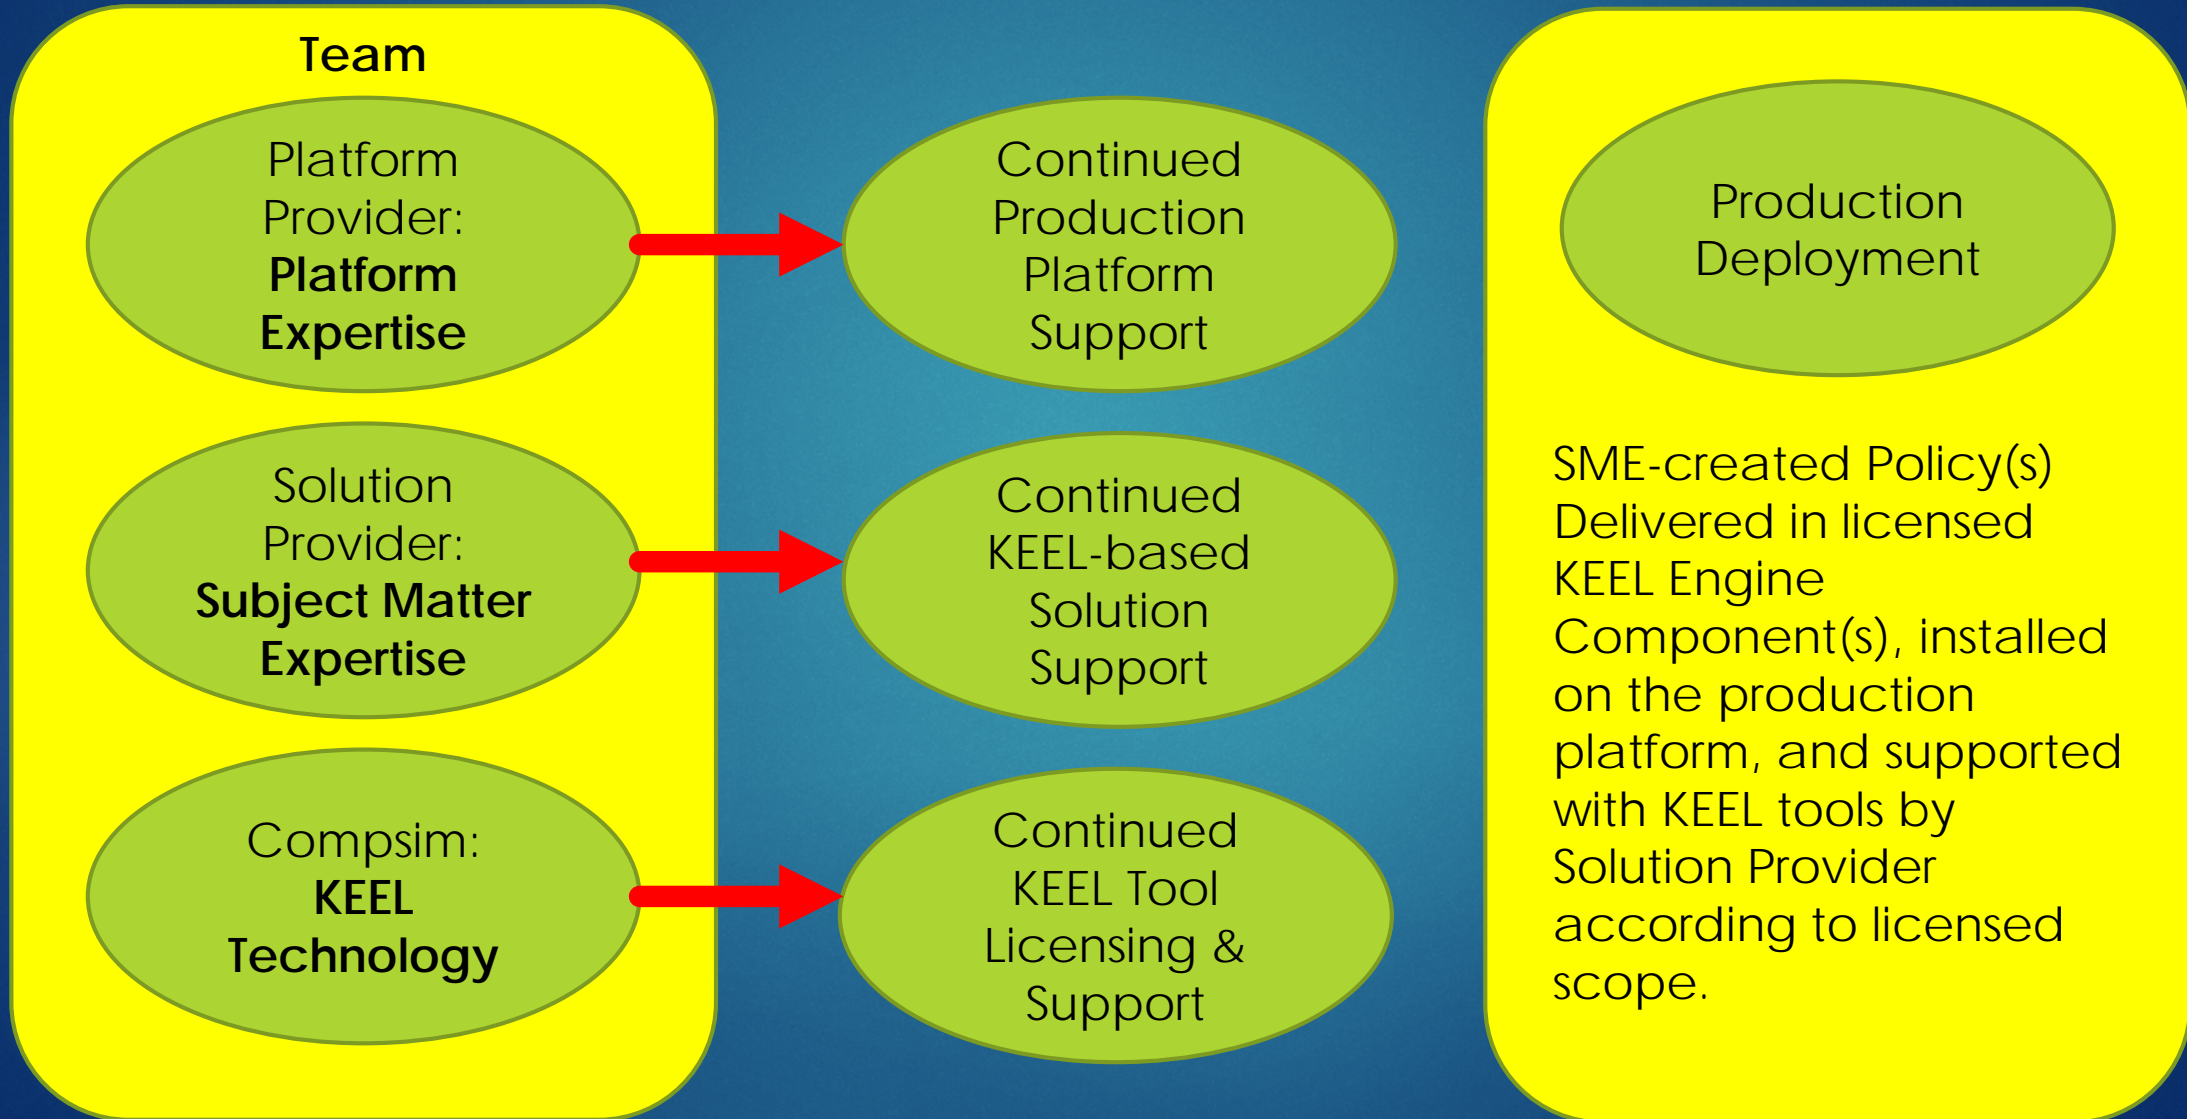 Team
Platform
Provider:
Platform
Expertise
Solution
Provider:
Subject Matter
Expertise
Compsim:
KEEL
Technology
Continued
Production
Platform
Support
Continued
KEEL-based
Solution
Support
Continued
KEEL Tool
Licensing &
Support
Production
Deployment
SME-created Policy(s)
Delivered in licensed
KEEL Engine
Component(s), installed
on the production
platform, and supported
with KEEL tools by
Solution Provider
according to licensed
scope.